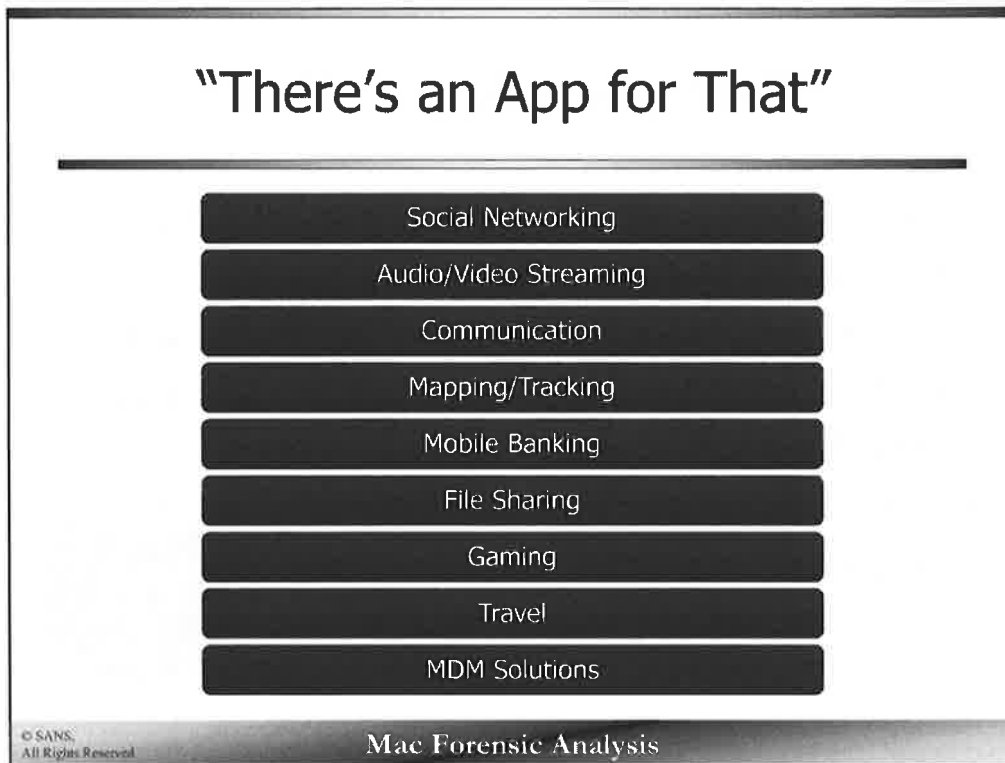 “There’s an App for That”
Social Networking
Audio/Video Streaming
Communication
Mapping/Tracking
Mobile Banking
File Sharing
Gaming
Travel
MDM Solutions
© SANS,
All Rights Reserved
Mac Forensic Analysis